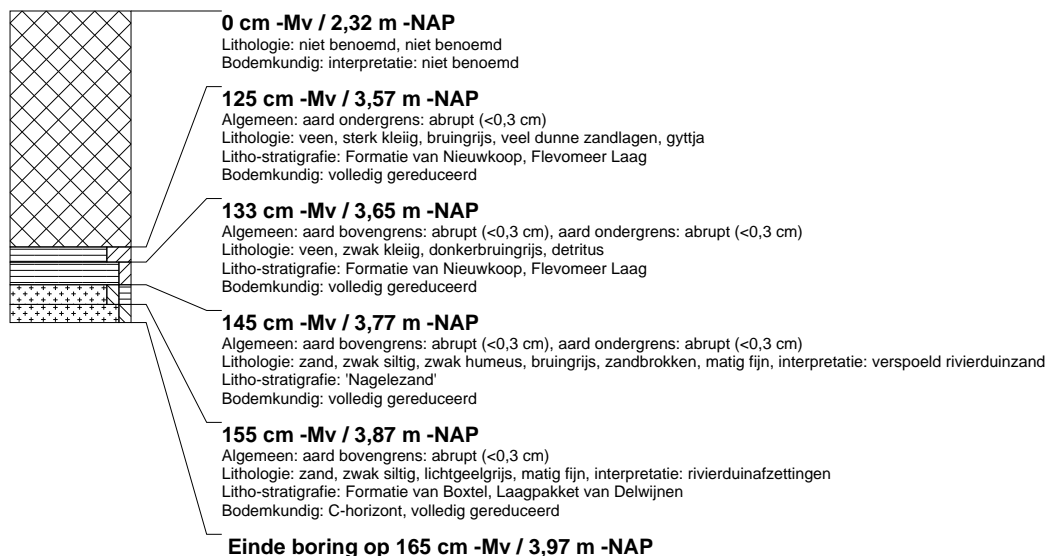 0 cm -Mv / 2,32 m -NAP
Lithologie: niet benoemd, niet benoemd
Bodemkundig: interpretatie: niet benoemd
125 cm -Mv / 3,57 m -NAP
Algemeen: aard ondergrens: abrupt (<0,3 cm)
Lithologie: veen, sterk kleiig, bruingrijs, veel dunne zandlagen, gyttja
Litho-stratigrafie: Formatie van Nieuwkoop, Flevomeer Laag
Bodemkundig: volledig gereduceerd
133 cm -Mv / 3,65 m -NAP
Algemeen: aard bovengrens: abrupt (<0,3 cm), aard ondergrens: abrupt (<0,3 cm)
Lithologie: veen, zwak kleiig, donkerbruingrijs, detritus
Litho-stratigrafie: Formatie van Nieuwkoop, Flevomeer Laag
Bodemkundig: volledig gereduceerd
145 cm -Mv / 3,77 m -NAP
Algemeen: aard bovengrens: abrupt (<0,3 cm), aard ondergrens: abrupt (<0,3 cm)
Lithologie: zand, zwak siltig, zwak humeus, bruingrijs, zandbrokken, matig fijn, interpretatie: verspoeld rivierduinzand
Litho-stratigrafie: 'Nagelezand'
Bodemkundig: volledig gereduceerd
155 cm -Mv / 3,87 m -NAP
Algemeen: aard bovengrens: abrupt (<0,3 cm)
Lithologie: zand, zwak siltig, lichtgeelgrijs, matig fijn, interpretatie: rivierduinafzettingen
Litho-stratigrafie: Formatie van Boxtel, Laagpakket van Delwijnen
Bodemkundig: C-horizont, volledig gereduceerd
Einde boring op 165 cm -Mv / 3,97 m -NAP